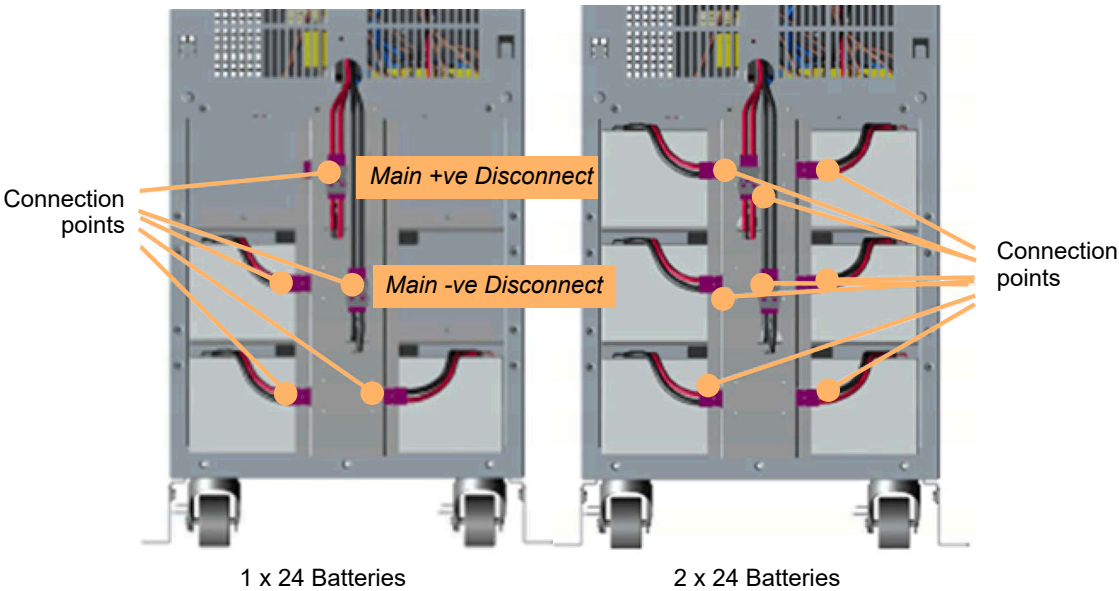 Main +ve Disconnect
Connection
points
Main -ve Disconnect
Connection
points
1 x 24 Batteries
2 x 24 Batteries